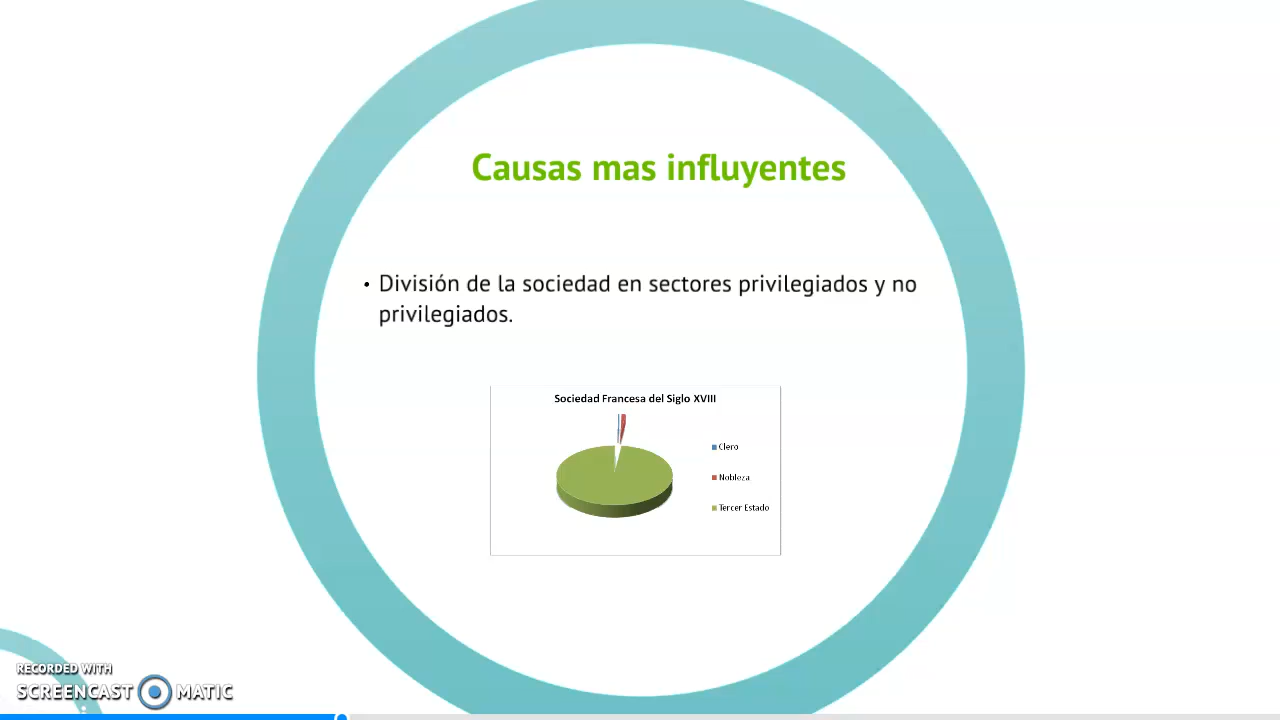 Causas mas influyentes
• División de la sociedad en sectores privilegiados y no
privilegiados.
Sociedad Francesa del Siglo XVIII
Clero
Nobleza
Tercer Estado
RECORDED WITH
SCREENCAST MATIC